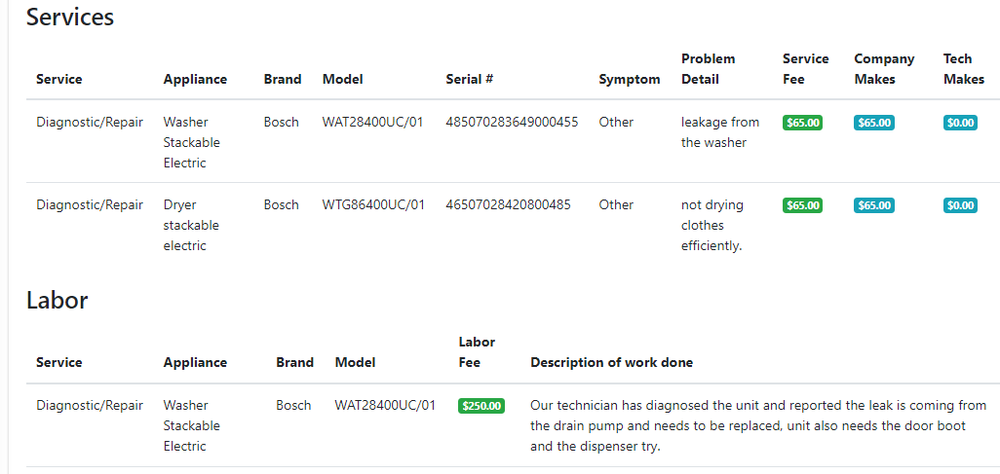 Services
Service Appliance Brand Model Serial # Symptom Problem Detail Service Fee Company Makes Tech Makes
Diagnostic/Repair Washer Stackable Electric Bosch WAT28400UC/01 485070283649000455 Other leakage from the washer $65.00 $65.00 $0.00
Diagnostic/Repair Dryer stackable electric Bosch WTG86400UC/01 46507028420800485 Other not drying clothes efficiently. $65.00 $65.00 $0.00
Labor
Service Appliance Brand Model Labor Fee Description of work done
Diagnostic/Repair Washer Stackable Electric Bosch WAT28400UC/01 $250.00 Our technician has diagnosed the unit and reported the leak is coming from
the drain pump and needs to be replaced, unit also needs the door boot
and the dispenser try.